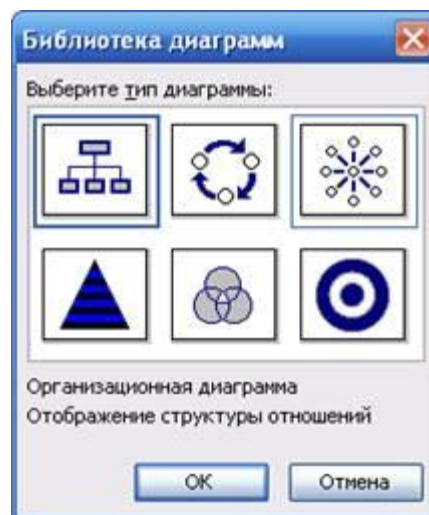 Библиотека диаграмм
Выберите тип диаграммы:
Организационная диаграмма
Отображение структуры отношений
ОК
Отмена